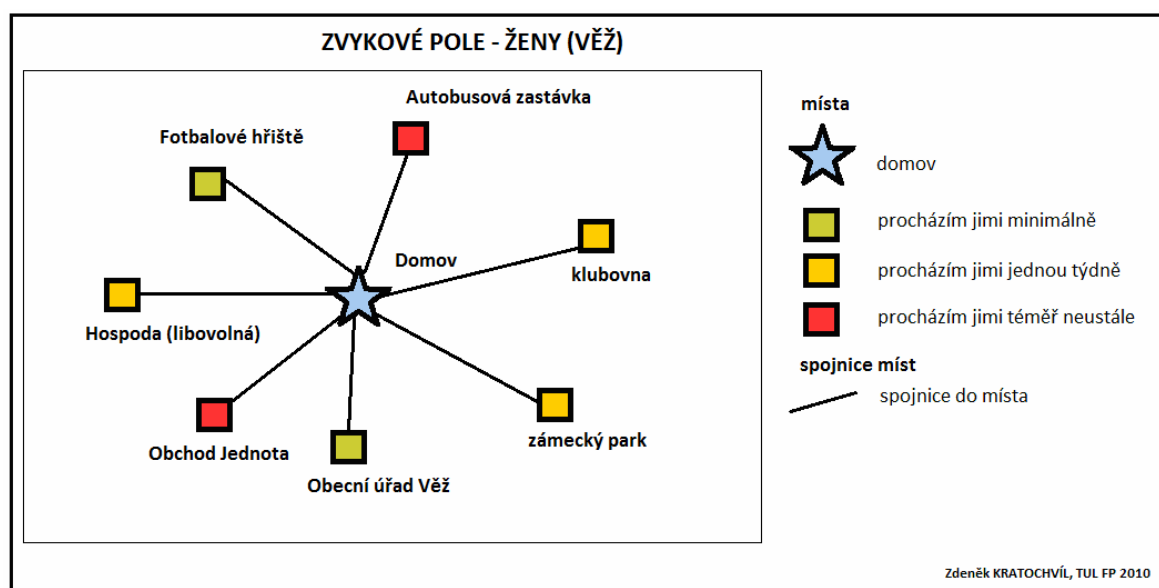 ZVYKOVÉ POLE - ŽENY (VĚŽ)
Autobusová zastávka
Fotbalové hřiště
Domov
klubovna
Hospoda (libovolná)
zámecký park
Obchod Jednota
Obecní úřad Věž
místa
domov
procházím jimi minimálně
procházím jimi jednou týdně
procházím jimi téměř neustále
spojnice míst
spojnice do místa
Zdeněk KRATOCHVÍL, TUL FP 2010